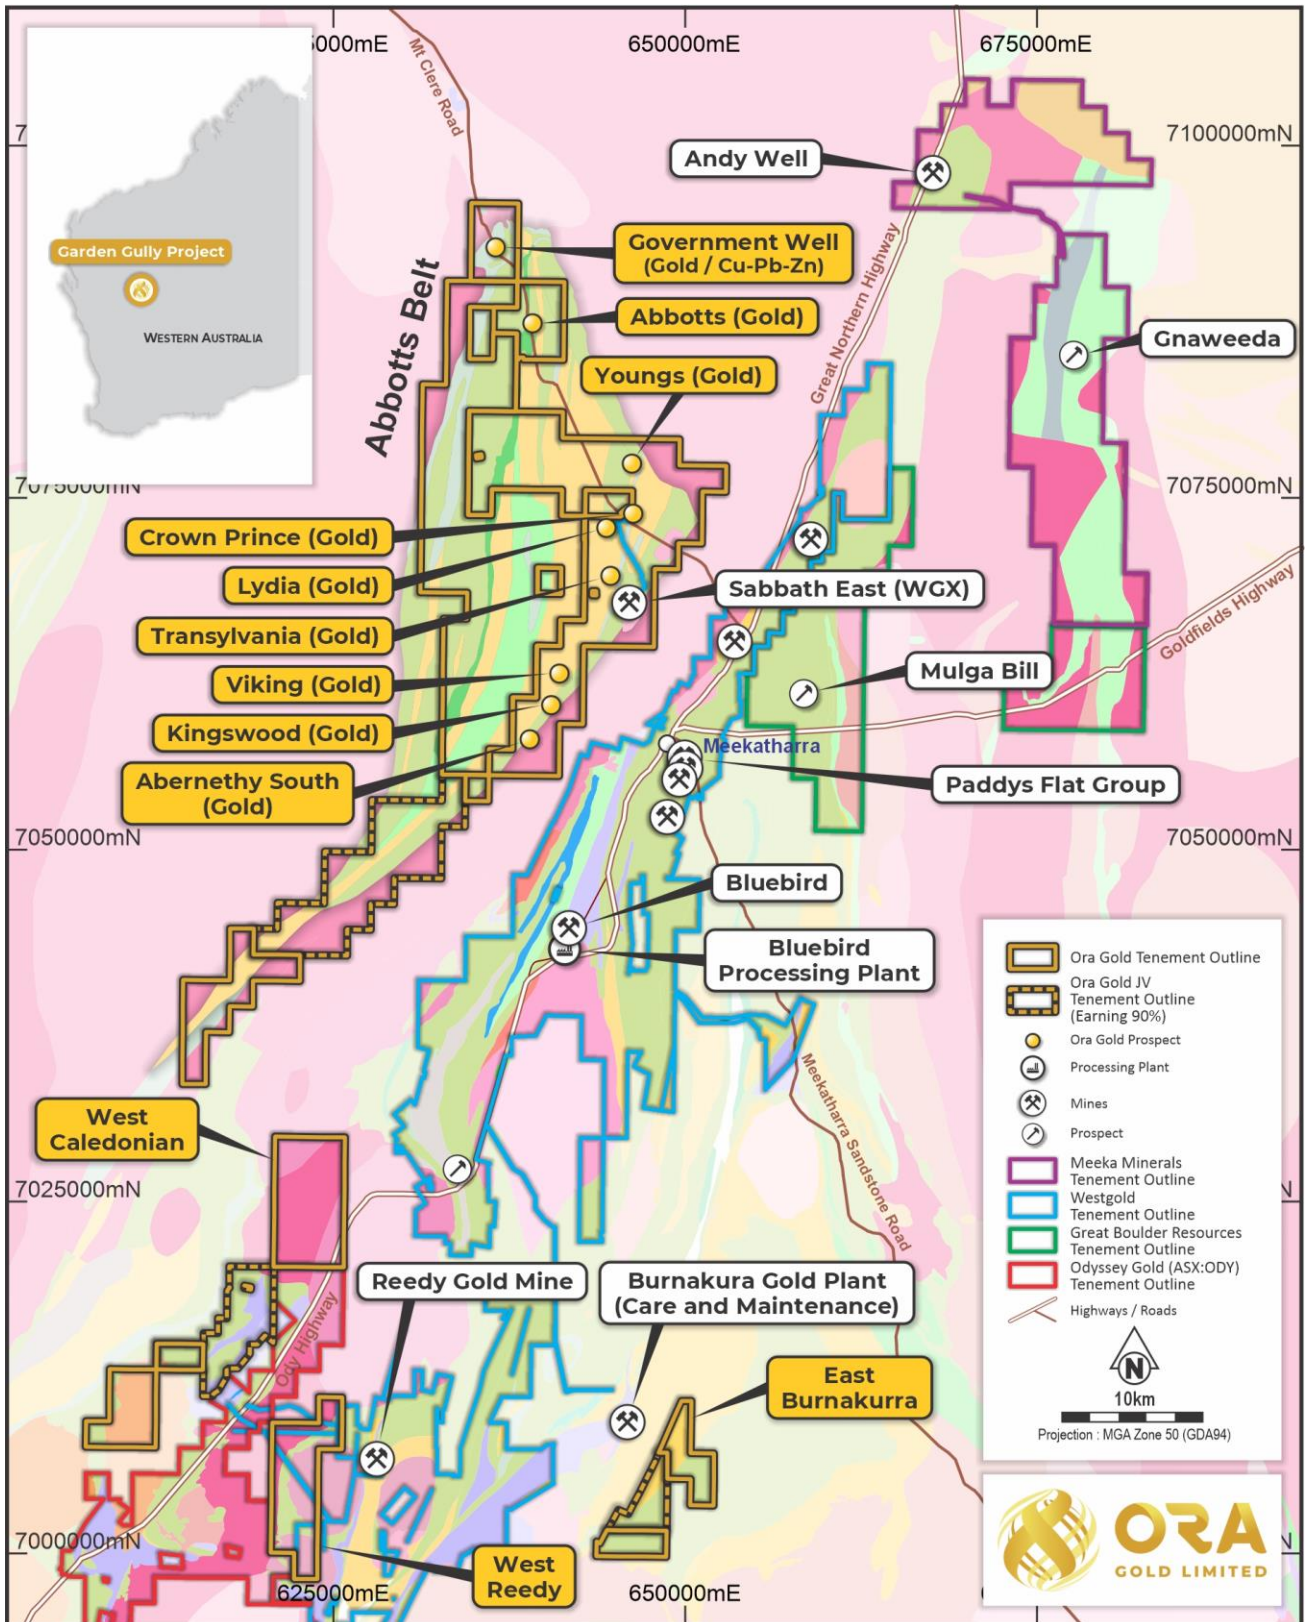 5000mE
650000mE
675000mE
Mt Clere Road
7
7100000mN
Andy Well
Garden Gully Project
WESTERN AUSTRALIA
Government Well
(Gold / Cu-Pb-Zn)
Abbotts Belt
Abbotts (Gold)
Great Northern Highway
Gnaweeda
Youngs (Gold)
7075000mN
7075000mN
Crown Prince (Gold)
Lydia (Gold)
Sabbath East (WGX)
Transylvania (Gold)
Goldfields Highway
Viking (Gold)
Mulga Bill
Kingswood (Gold)
Meekatharra
Abernethy South
(Gold)
Paddys Flat Group
7050000mN
7050000mN
Bluebird
Bluebird
Processing Plant
Ora Gold Tenement Outline
Ora Gold JV
Tenement Outline
(Earning 90%)
Ora Gold Prospect
Processing Plant
Mines
Prospect
Meeka Minerals
Tenement Outline
Westgold
Tenement Outline
Great Boulder Resources
Tenement Outline
Odyssey Gold (ASX:ODY)
Tenement Outline
Highways / Roads
N
10km
Projection : MGA Zone 50 (GDA94)
West
Caledonian
Meekatharra Sandstone Road
7025000mN
N
Reedy Gold Mine
Burnakura Gold Plant
(Care and Maintenance)
Ody Highway
East
Burnakurra
7000000mN
West
Reedy
625000mE
650000mE
ORA
GOLD LIMITED